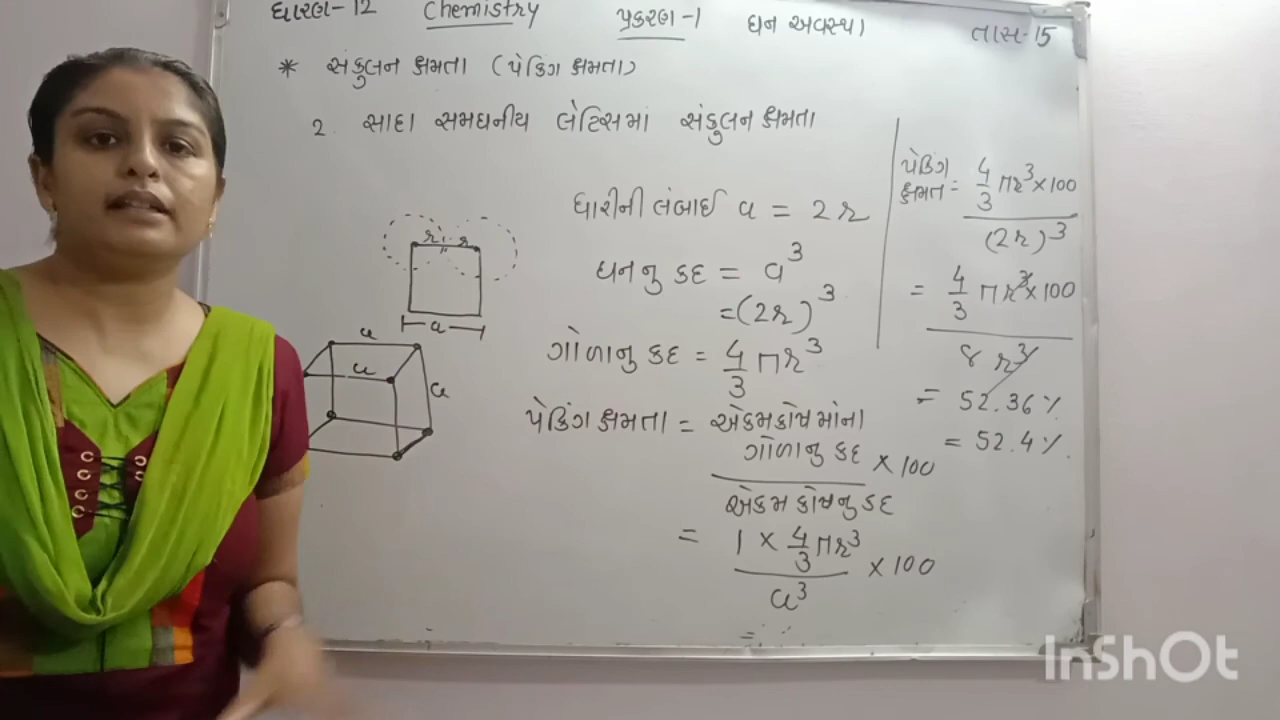 ધોરણ-12 Chemistry પ્રકરણ-1 ઘન અવસ્થા તાસ-15
* સંકુલન ક્ષમતા (પેકિંગ ક્ષમતા)
2. સાદા સમઘનીય લેટિસમાં સંકુલન ક્ષમતા
r r
a
a
a
a
ધારીની લંબાઈ a = 2r
ઘનનુ કદ = a³
=(2r)³
ગોળાનુ કદ = 4/3 πr³
પેકિંગ ક્ષમતા = એકમકોષમાંના
ગોળાનુ કદ × 100
એકમ કોષનુ કદ
= 1 × 4/3 πr³ × 100
a³
પેકિંગ
ક્ષમત = 4/3 πr³×100
(2r)³
= 4/3 πr³×100
8 r³
= 52.36%
= 52.4%.
InShOt